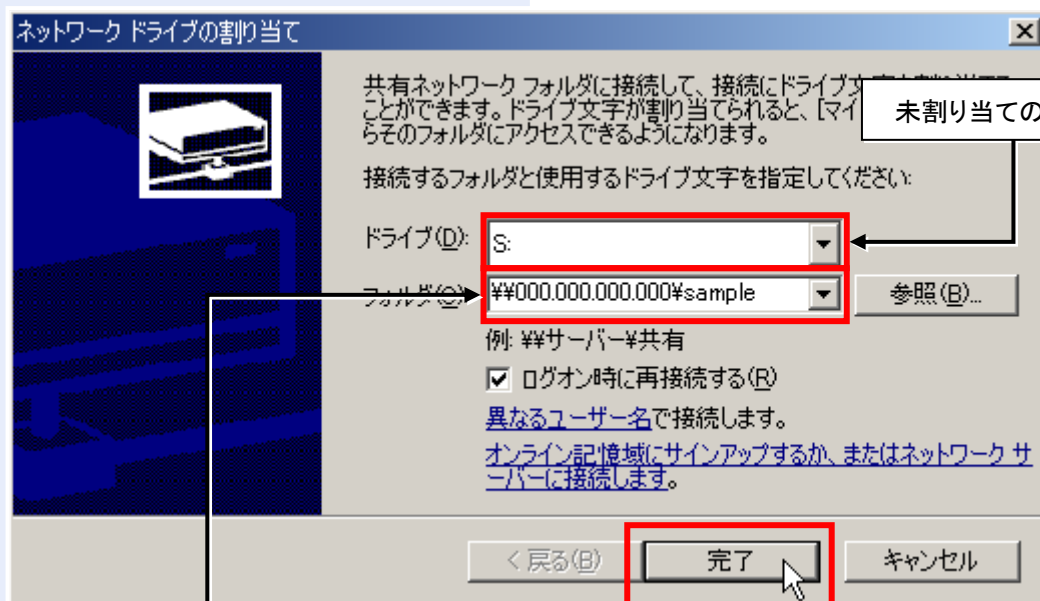 ネットワーク ドライブの割り当て
共有ネットワーク フォルダに接続して、接続にドライブ
未割り当ての
ことができます。ドライブ文字が割り当てられると、[マイ
らそのフォルダにアクセスできるようになります。
接続するフォルダと使用するドライブ文字を指定してください:
ドライブ(D): S:
フォルダ(O): ¥¥000.000.000.000¥sample 参照(B)...
例: ¥¥サーバー¥共有
ログオン時に再接続する(R)
異なるユーザー名で接続します。
オンライン記憶域にサインアップするか、またはネットワーク サ
ーバーに接続します。
< 戻る(B) 完了 キャンセル